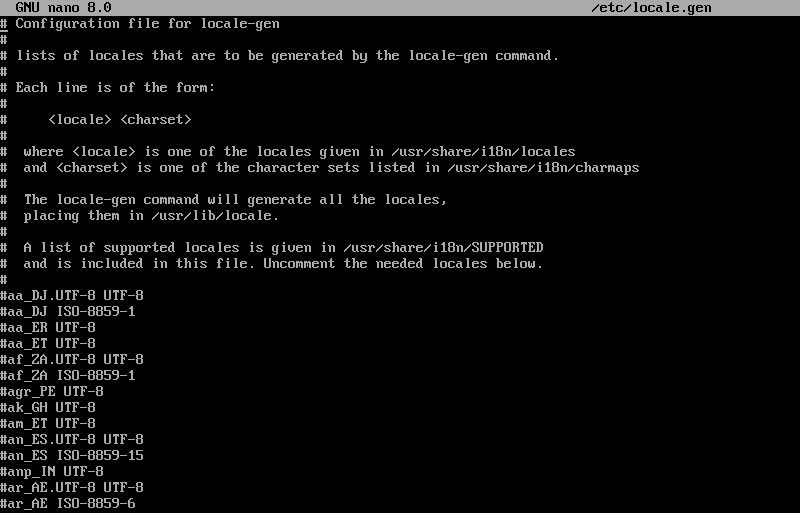 GNU nano 8.0 /etc/locale.gen
# Configuration file for locale-gen
#
# lists of locales that are to be generated by the locale-gen command.
#
# Each line is of the form:
#
#     <locale> <charset>
#
#  where <locale> is one of the locales given in /usr/share/i18n/locales
#  and <charset> is one of the character sets listed in /usr/share/i18n/charmaps
#
#  The locale-gen command will generate all the locales,
#  placing them in /usr/lib/locale.
#
#  A list of supported locales is given in /usr/share/i18n/SUPPORTED
#  and is included in this file. Uncomment the needed locales below.
#
#aa_DJ.UTF-8 UTF-8
#aa_DJ ISO-8859-1
#aa_ER UTF-8
#aa_ET UTF-8
#af_ZA.UTF-8 UTF-8
#af_ZA ISO-8859-1
#agr_PE UTF-8
#ak_GH UTF-8
#am_ET UTF-8
#an_ES.UTF-8 UTF-8
#an_ES ISO-8859-15
#anp_IN UTF-8
#ar_AE.UTF-8 UTF-8
#ar_AE ISO-8859-6